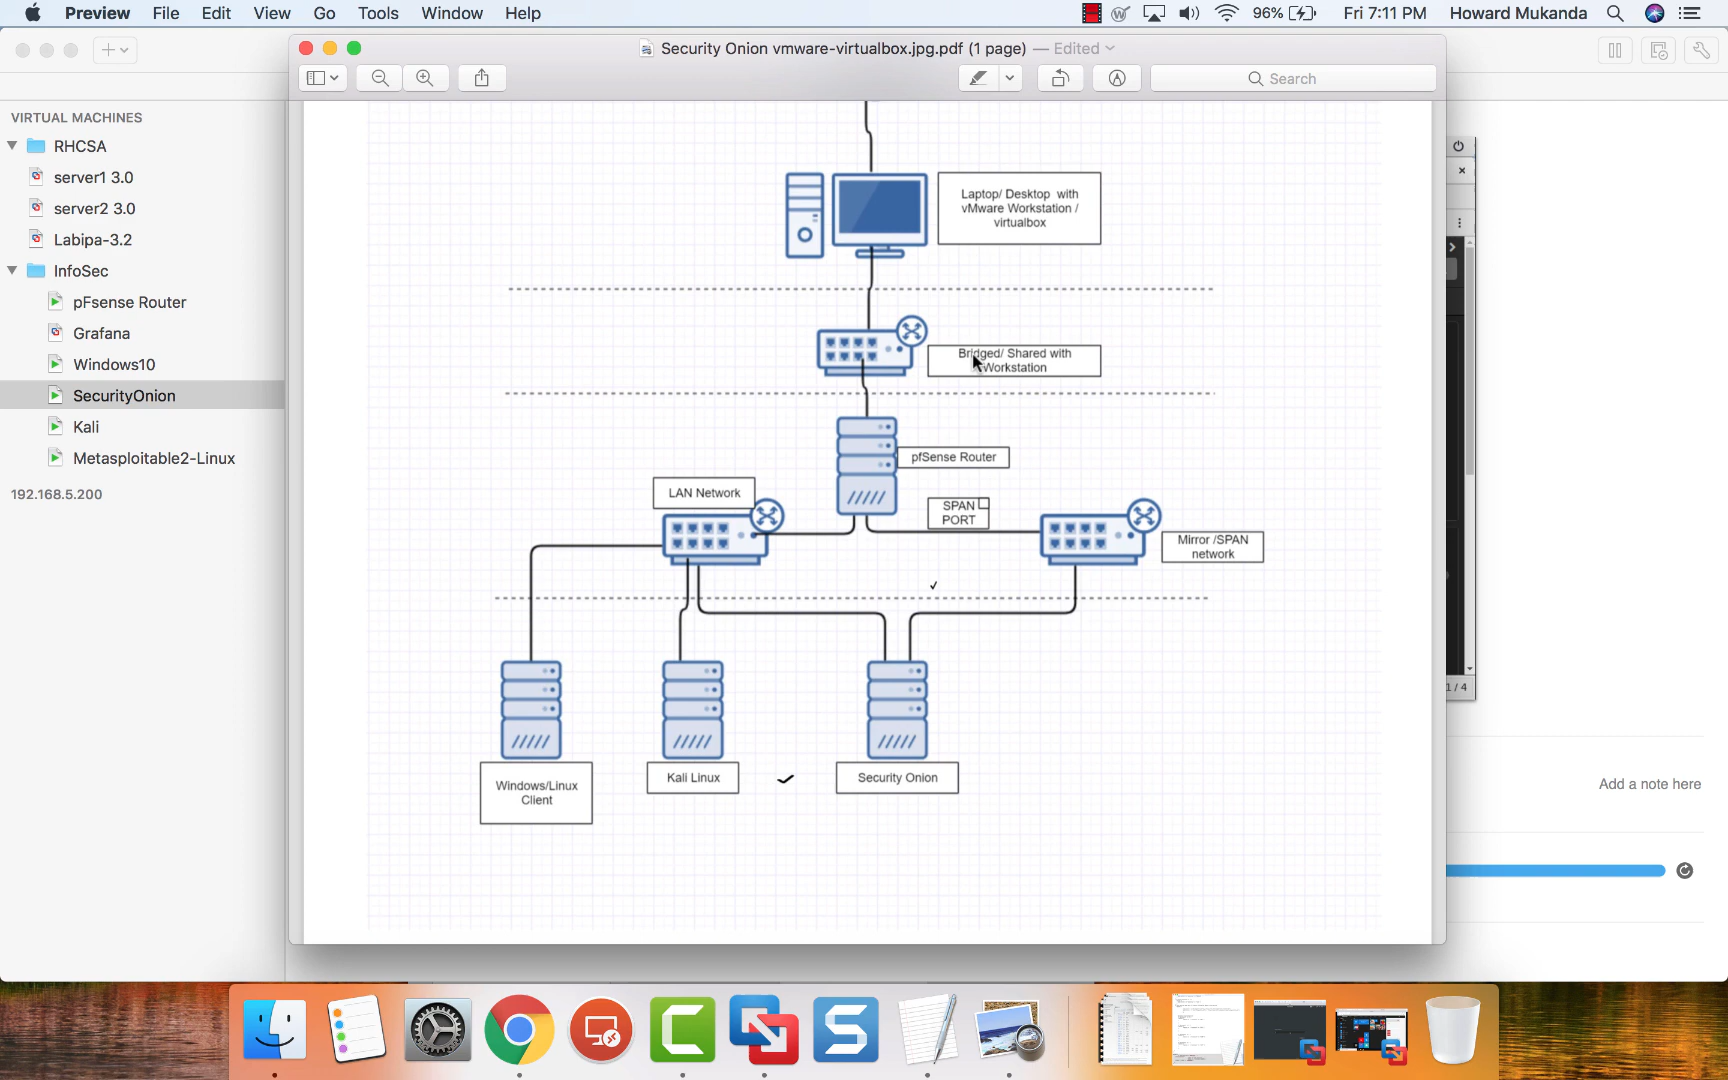 Preview File Edit View Go Tools Window Help 96% Fri 7:11 PM Howard Mukanda
Security Onion vmware-virtualbox.jpg.pdf (1 page) — Edited
Search
VIRTUAL MACHINES
RHCSA
server1 3.0
server2 3.0
Labipa-3.2
InfoSec
pFsense Router
Grafana
Windows10
SecurityOnion
Kali
Metasploitable2-Linux
192.168.5.200
Laptop/ Desktop with
vMware Workstation /
virtualbox
Bridged/ Shared with
Workstation
pfSense Router
LAN Network
SPAN
PORT
Mirror /SPAN
network
Windows/Linux
Client
Kali Linux
Security Onion
1 / 4
Add a note here